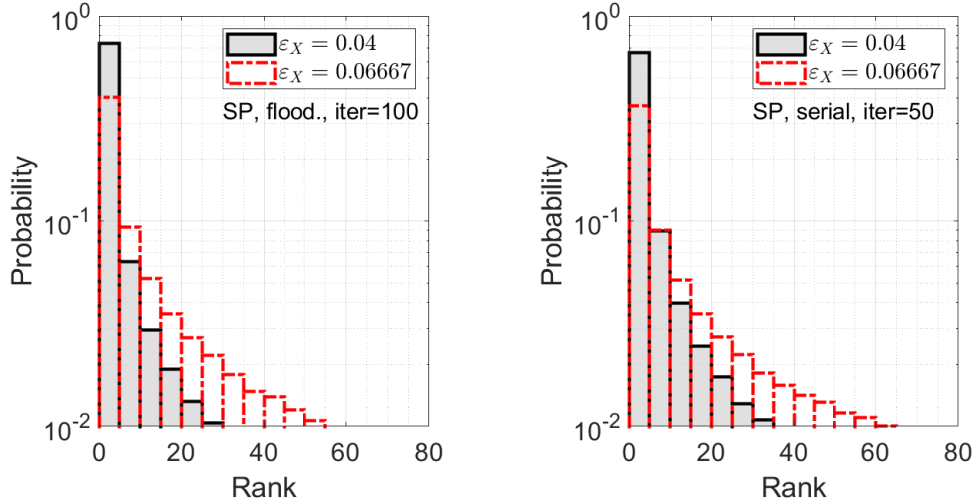 10^0
10^-1
10^-2
Probability
0 20 40 60 80
Rank
ε_X = 0.04
ε_X = 0.06667
SP, flood., iter=100
10^0
10^-1
10^-2
Probability
0 20 40 60 80
Rank
ε_X = 0.04
ε_X = 0.06667
SP, serial, iter=50